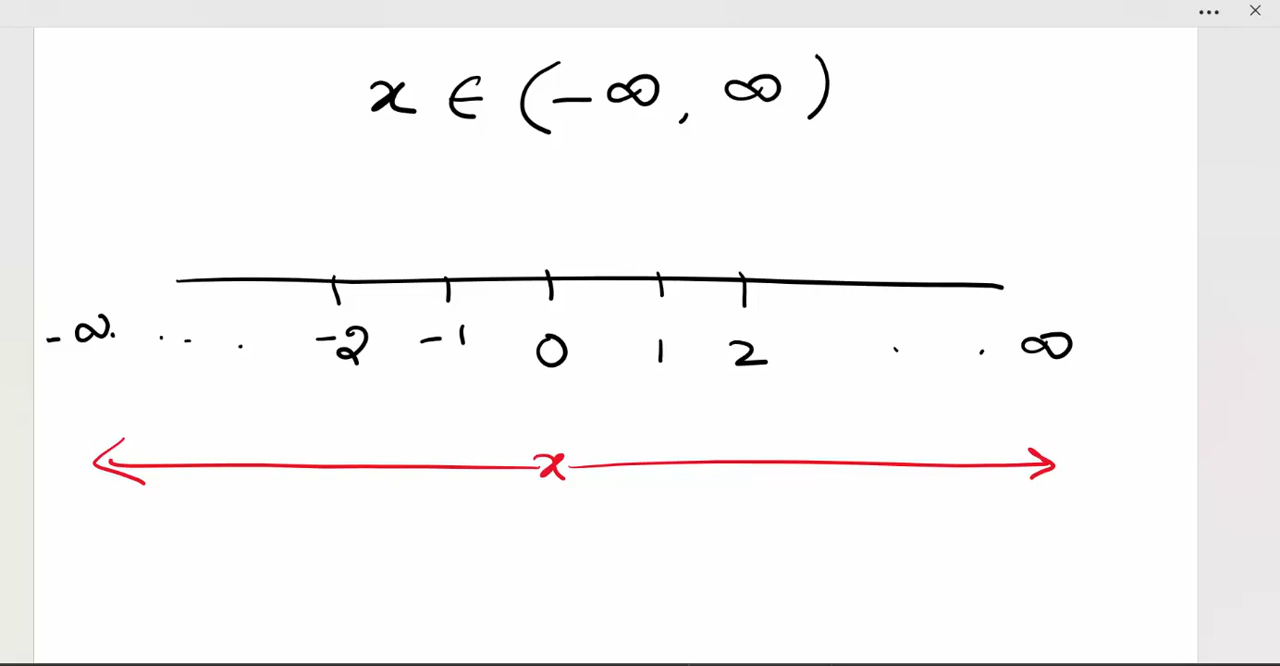 x ∈ (-∞, ∞)
-∞. . - . -2 -1 0 1 2 . . ∞
x